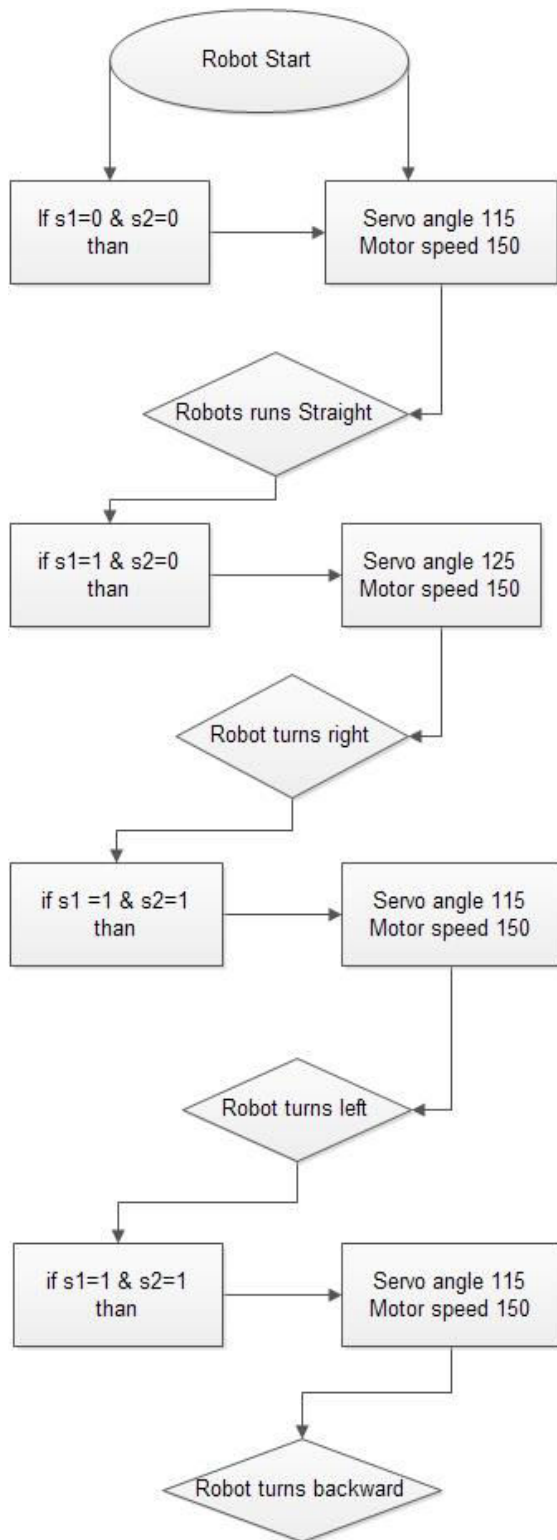 Robot Start
If s1=0 & s2=0
than
Servo angle 115
Motor speed 150
Robots runs Straight
if s1=1 & s2=0
than
Servo angle 125
Motor speed 150
Robot turns right
if s1 =1 & s2=1
than
Servo angle 115
Motor speed 150
Robot turns left
if s1=1 & s2=1
than
Servo angle 115
Motor speed 150
Robot turns backward